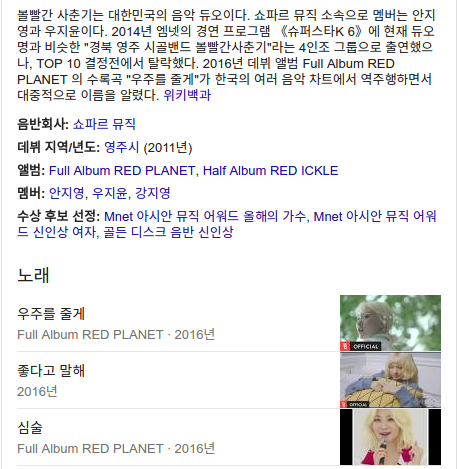 볼빨간 사춘기는 대한민국의 음악 듀오이다. 쇼파르 뮤직 소속으로 멤버는 안지
영과 우지윤이다. 2014년 엠넷의 경연 프로그램 《슈퍼스타K 6》에 현재 듀오
명과 비슷한 "경북 영주 시골밴드 볼빨간사춘기"라는 4인조 그룹으로 출연했으
나, TOP 10 결정전에서 탈락했다. 2016년 데뷔 앨범 Full Album RED
PLANET 의 수록곡 "우주를 줄게"가 한국의 여러 음악 차트에서 역주행하면서
대중적으로 이름을 알렸다. 위키백과
음반회사: 쇼파르 뮤직
데뷔 지역/년도: 영주시 (2011년)
앨범: Full Album RED PLANET, Half Album RED ICKLE
멤버: 안지영, 우지윤, 강지영
수상 후보 선정: Mnet 아시안 뮤직 어워드 올해의 가수, Mnet 아시안 뮤직 어워
드 신인상 여자, 골든 디스크 음반 신인상
노래
우주를 줄게
Full Album RED PLANET · 2016년
OFFICIAL
좋다고 말해
2016년
OFFICIAL
심술
Full Album RED PLANET · 2016년